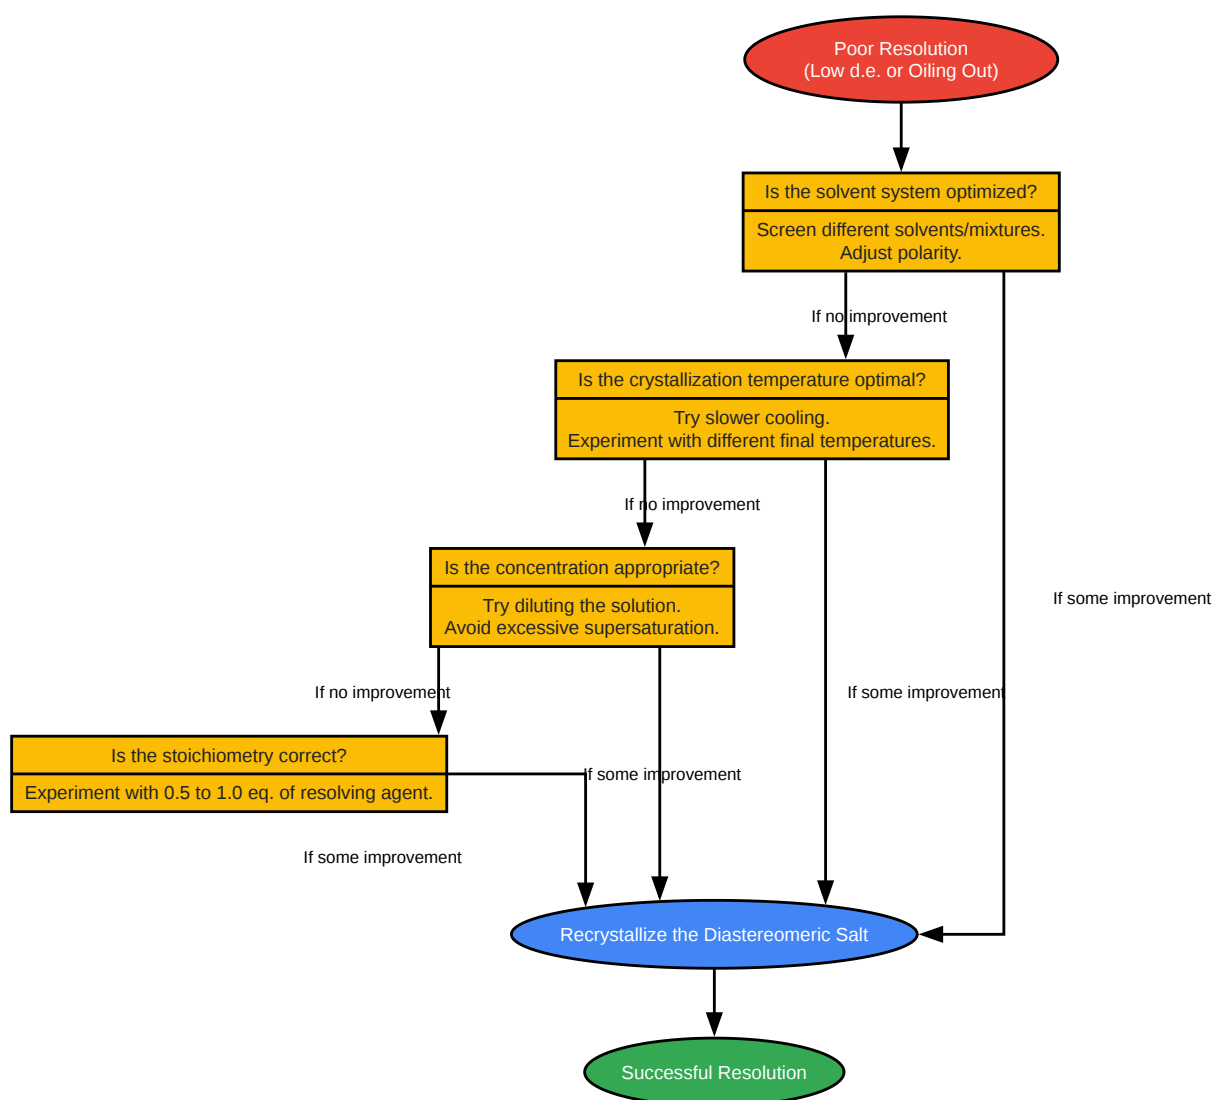 Poor Resolution
(Low d.e. or Oiling Out)
Is the solvent system optimized?
Screen different solvents/mixtures.
Adjust polarity.
If no improvement
Is the crystallization temperature optimal?
Try slower cooling.
Experiment with different final temperatures.
If no improvement
Is the concentration appropriate?
Try diluting the solution.
Avoid excessive supersaturation.
If some improvement
If no improvement
If some improvement
Is the stoichiometry correct?
Experiment with 0.5 to 1.0 eq. of resolving agent.
If some improvement
If some improvement
Recrystallize the Diastereomeric Salt
Successful Resolution